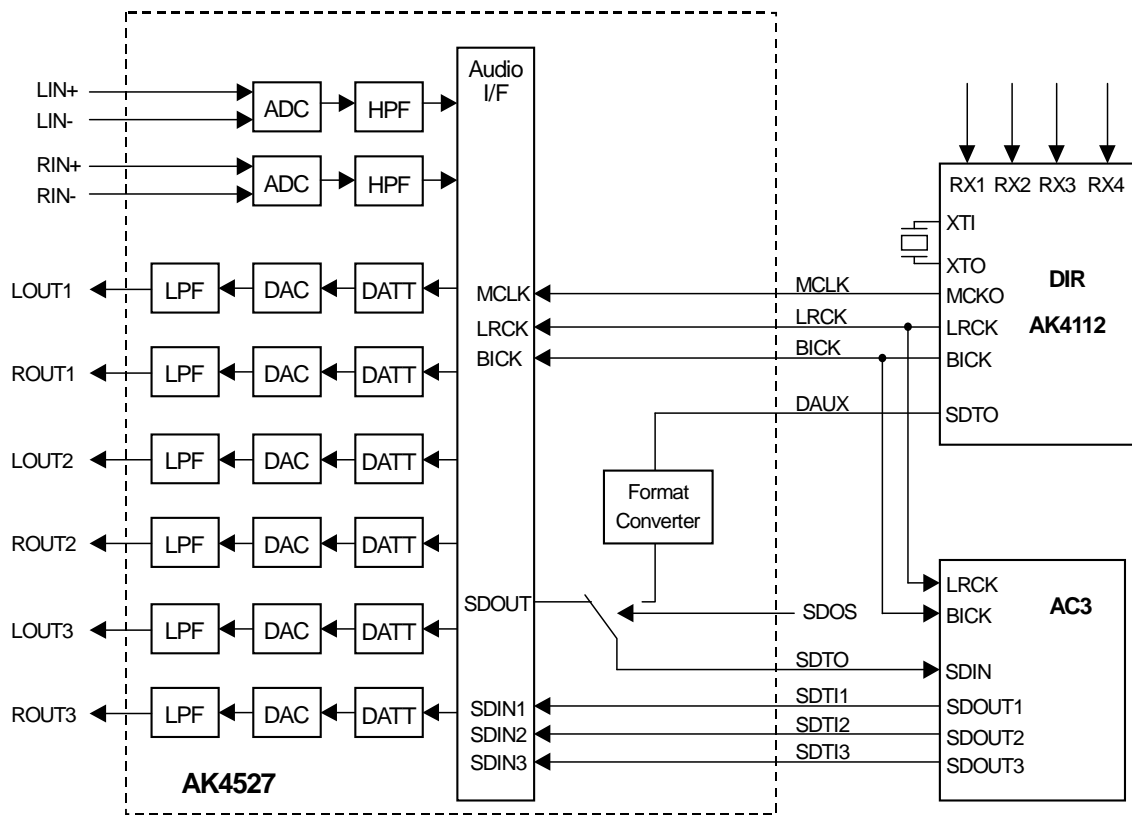 Audio
I/F
LIN+
LIN-
ADC
HPF
RIN+
RIN-
ADC
HPF
LOUT1
LPF
DAC
DATT
ROUT1
LPF
DAC
DATT
LOUT2
LPF
DAC
DATT
ROUT2
LPF
DAC
DATT
LOUT3
LPF
DAC
DATT
ROUT3
LPF
DAC
DATT
MCLK
LRCK
BICK
SDOUT
SDIN1
SDIN2
SDIN3
AK4527
Format
Converter
MCLK
LRCK
BICK
DAUX
SDOS
SDTO
SDTI1
SDTI2
SDTI3
RX1 RX2 RX3 RX4
XTI
XTO
MCKO
LRCK
BICK
SDTO
DIR
AK4112
LRCK
BICK
SDIN
SDOUT1
SDOUT2
SDOUT3
AC3